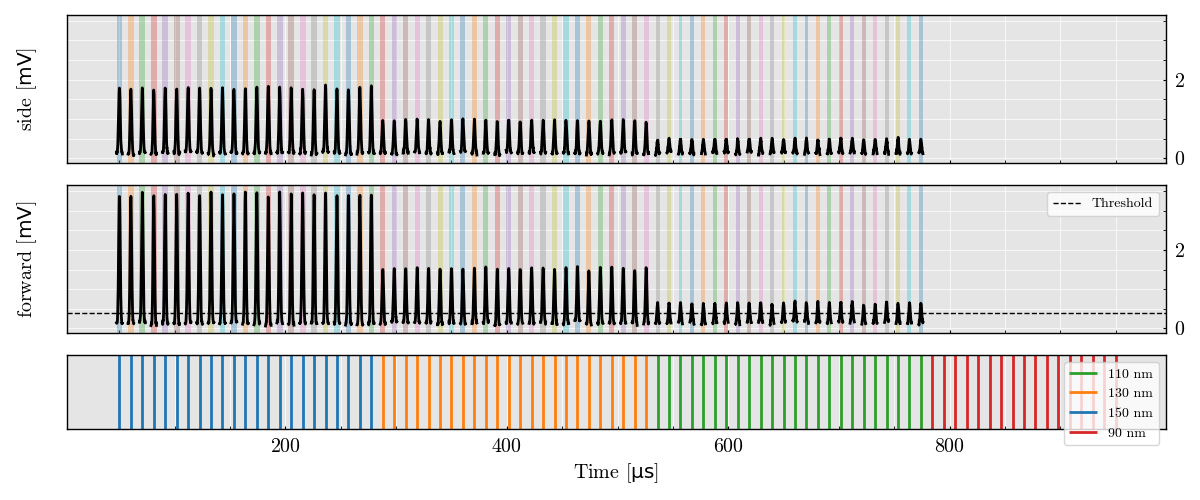 side [mV]
2
0
forward [mV]
Threshold
2
0
110 nm
130 nm
150 nm
90 nm
200 400 600 800
Time [μs]